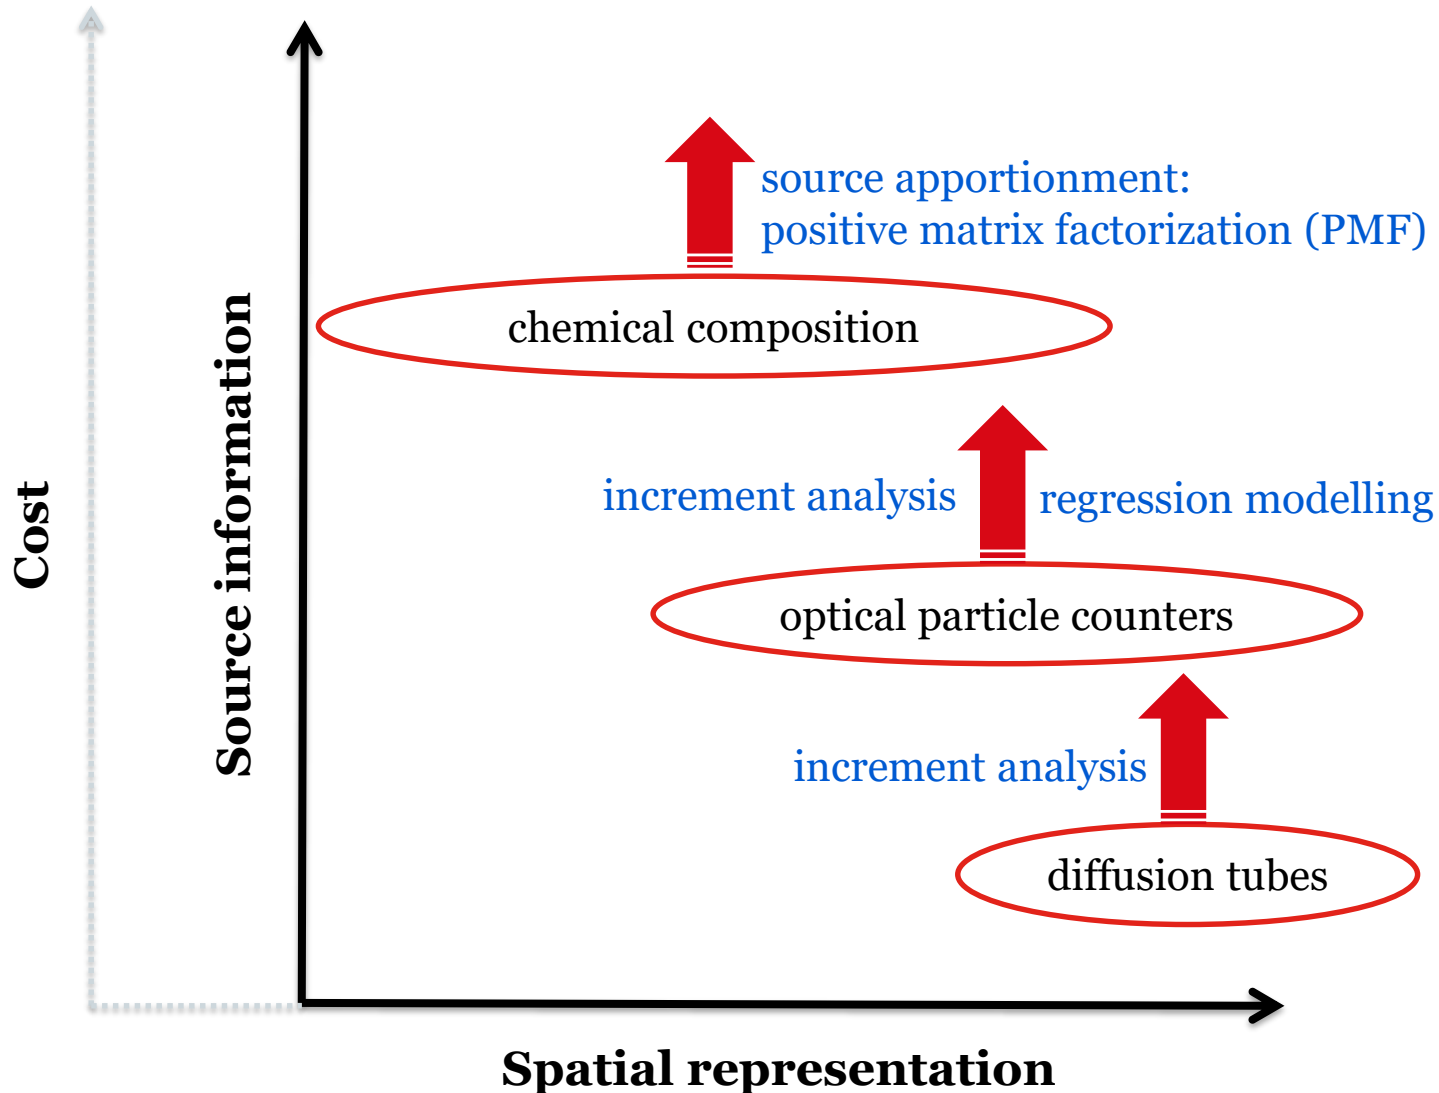 source apportionment:
positive matrix factorization (PMF)
chemical composition
increment analysis
regression modelling
optical particle counters
increment analysis
diffusion tubes
Cost
Source information
Spatial representation